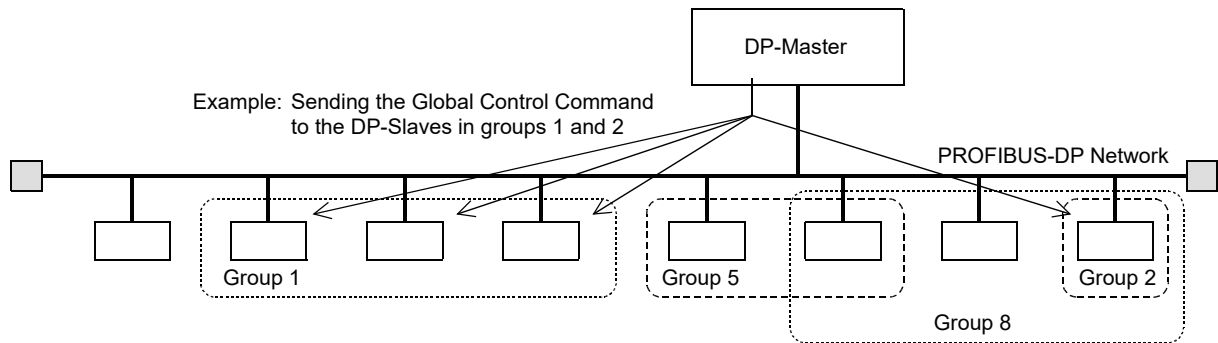 DP-Master
Example: Sending the Global Control Command
to the DP-Slaves in groups 1 and 2
PROFIBUS-DP Network
Group 1
Group 5
Group 2
Group 8